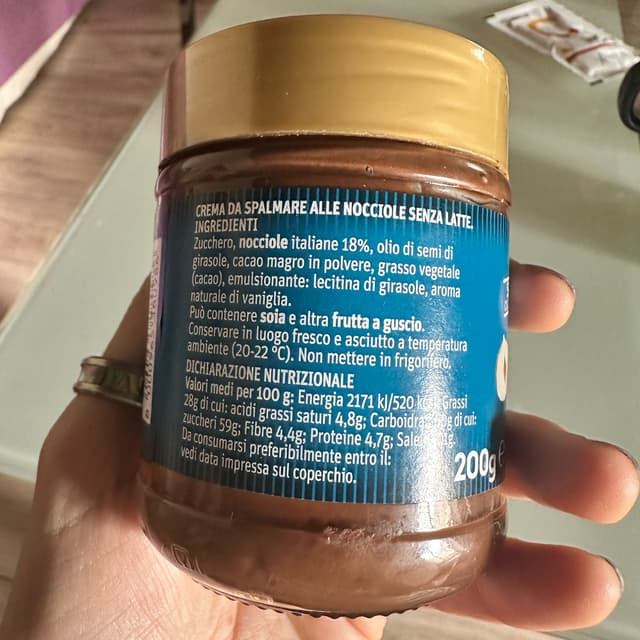 CREMA DA SPALMARE ALLE NOCCIOLE SENZA LATTE.
INGREDIENTI
Zucchero, nocciole italiane 18%, olio di semi di
girasole, cacao magro in polvere, grasso vegetale
(cacao), emulsionante: lecitina di girasole, aroma
naturale di vaniglia.
Può contenere soia e altra frutta a guscio.
Conservare in luogo fresco e asciutto a temperatura
ambiente (20-22 °C). Non mettere in frigorifero.
DICHIARAZIONE NUTRIZIONALE
Valori medi per 100 g: Energia 2171 kJ/520 kcal; Grassi
28g di cui: acidi grassi saturi 4,8g; di cui:
zuccheri 59g; Fibre 4,4g; Proteine 4,7g; Sale
Da consumarsi preferibilmente entro il:
vedi data impressa sul coperchio.
200g e